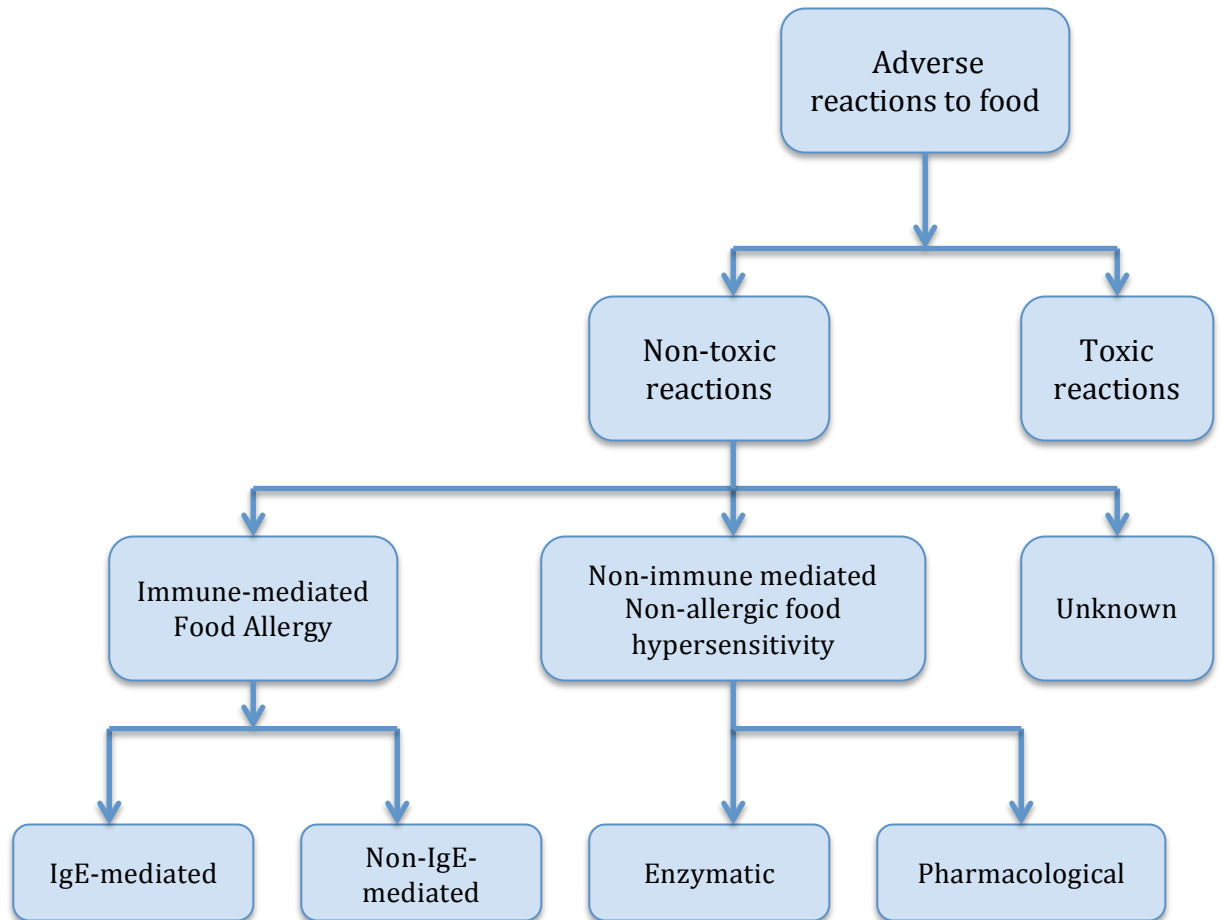 Adverse
reactions to food
Non-toxic
reactions
Toxic
reactions
Immune-mediated
Food Allergy
Non-immune mediated
Non-allergic food
hypersensitivity
Unknown
IgE-mediated
Non-IgE-
mediated
Enzymatic
Pharmacological